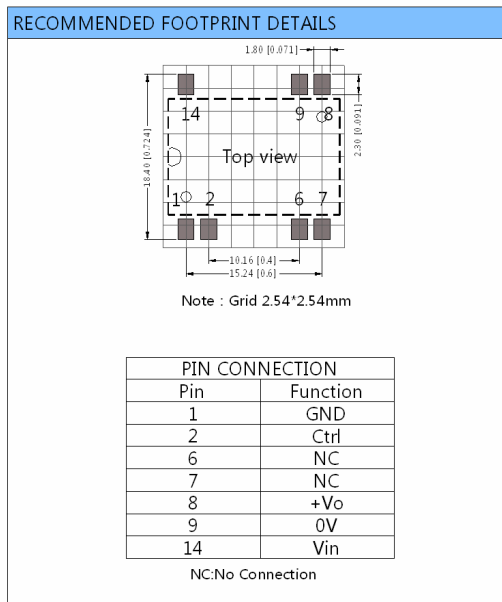 RECOMMENDED FOOTPRINT DETAILS
1.80 [0.071]
14 9 8
2.30 [0.091]
18.40 [0.724]
Top view
1 2 6 7
10.16 [0.4]
15.24 [0.6]
Note : Grid 2.54*2.54mm
PIN CONNECTION
Pin Function
1 GND
2 Ctrl
6 NC
7 NC
8 +Vo
9 0V
14 Vin
NC:No Connection